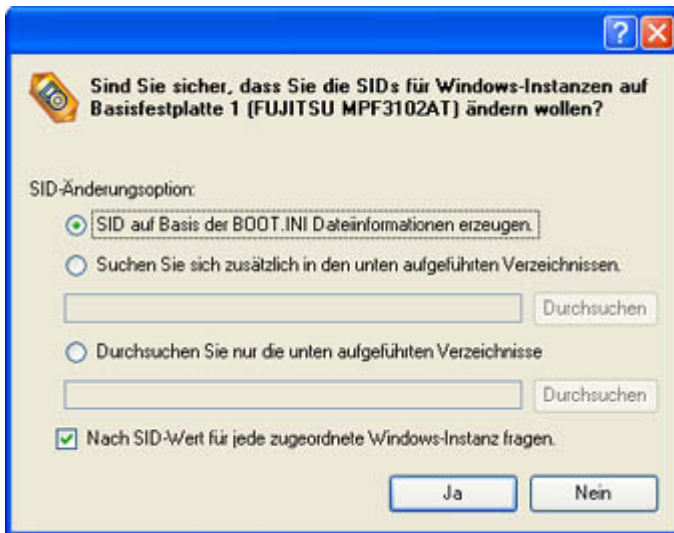 Sind Sie sicher, dass Sie die SIDs für Windows-Instanzen auf
Basisfestplatte 1 (FUJITSU MPF3102AT) ändern wollen?
SID-Änderungsoption:
SID auf Basis der BOOT.INI Dateiinformationen erzeugen.
Suchen Sie sich zusätzlich in den unten aufgeführten Verzeichnissen.
Durchsuchen
Durchsuchen Sie nur die unten aufgeführten Verzeichnisse
Durchsuchen
Nach SID-Wert für jede zugeordnete Windows-Instanz fragen.
Ja Nein